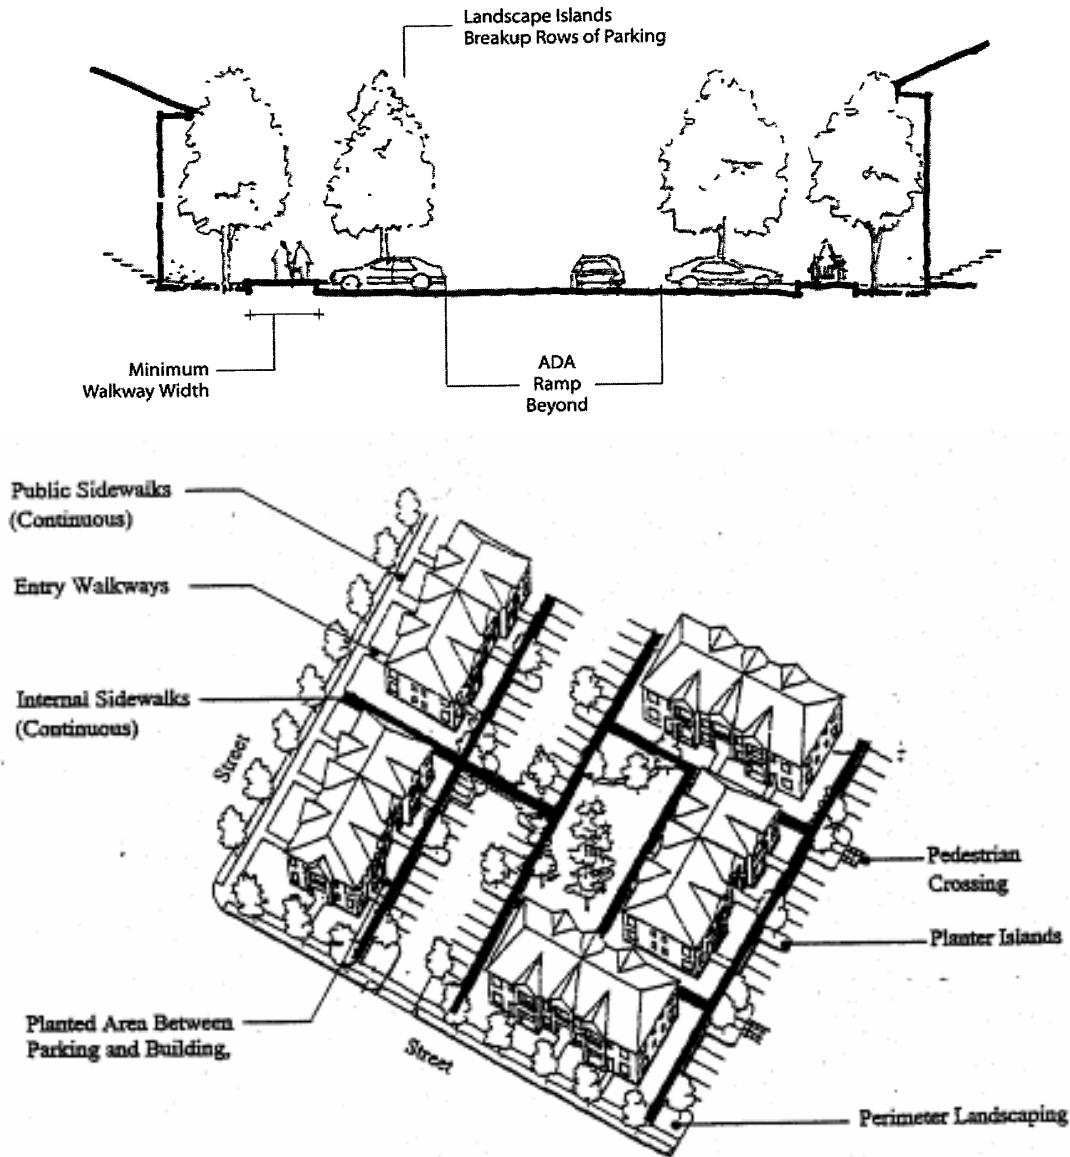 Landscape Islands
Breakup Rows of Parking
Minimum
Walkway Width
ADA
Ramp
Beyond
Public Sidewalks
(Continuous)
Entry Walkways
Internal Sidewalks
(Continuous)
Street
Pedestrian
Crossing
Planter Islands
Planted Area Between
Parking and Building,
Street
Perimeter Landscaping